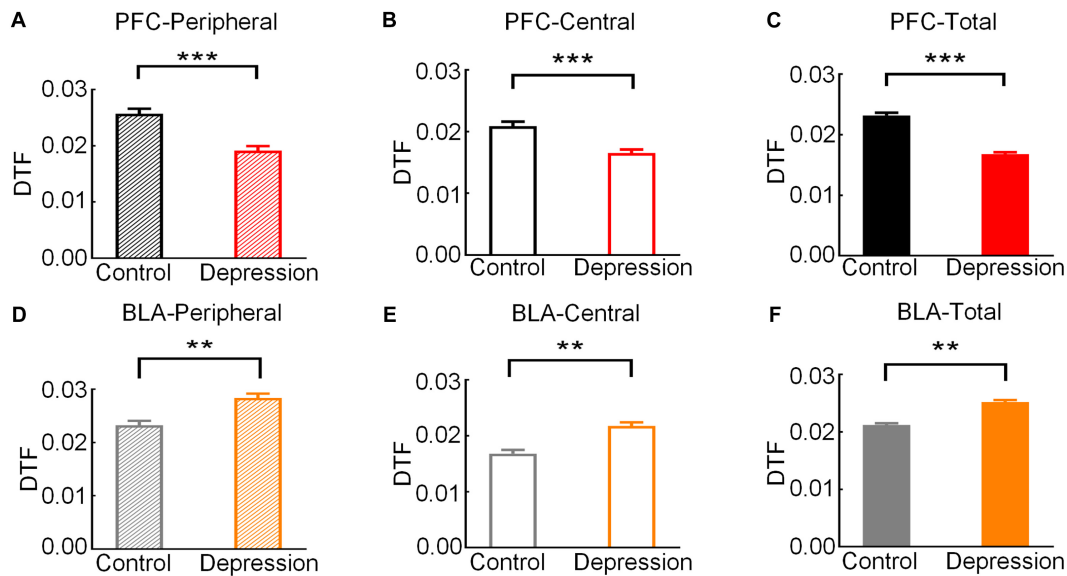 A PFC-Peripheral
***
DTF
0.03
0.02
0.01
0.00
Control Depression
B PFC-Central
***
DTF
0.03
0.02
0.01
0.00
Control Depression
C PFC-Total
***
DTF
0.03
0.02
0.01
0.00
Control Depression
D BLA-Peripheral
**
DTF
0.03
0.02
0.01
0.00
Control Depression
E BLA-Central
**
DTF
0.03
0.02
0.01
0.00
Control Depression
F BLA-Total
**
DTF
0.03
0.02
0.01
0.00
Control Depression